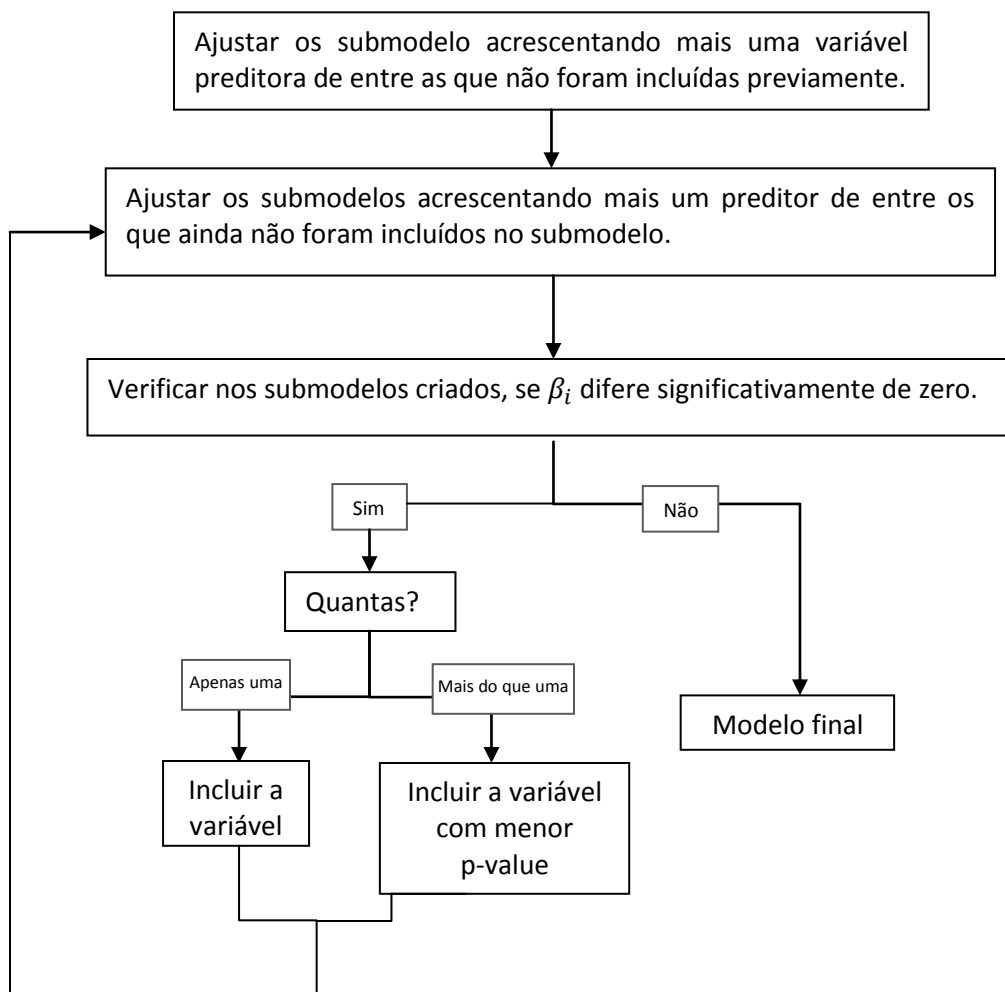 Ajustar os submodelo acrescentando mais uma variável
preditora de entre as que não foram incluídas previamente.
Ajustar os submodelos acrescentando mais um preditor de entre os
que ainda não foram incluídos no submodelo.
Verificar nos submodelos criados, se βᵢ difere significativamente de zero.
Sim
Não
Quantas?
Apenas uma
Mais do que uma
Modelo final
Incluir a
variável
Incluir a variável
com menor
p-value